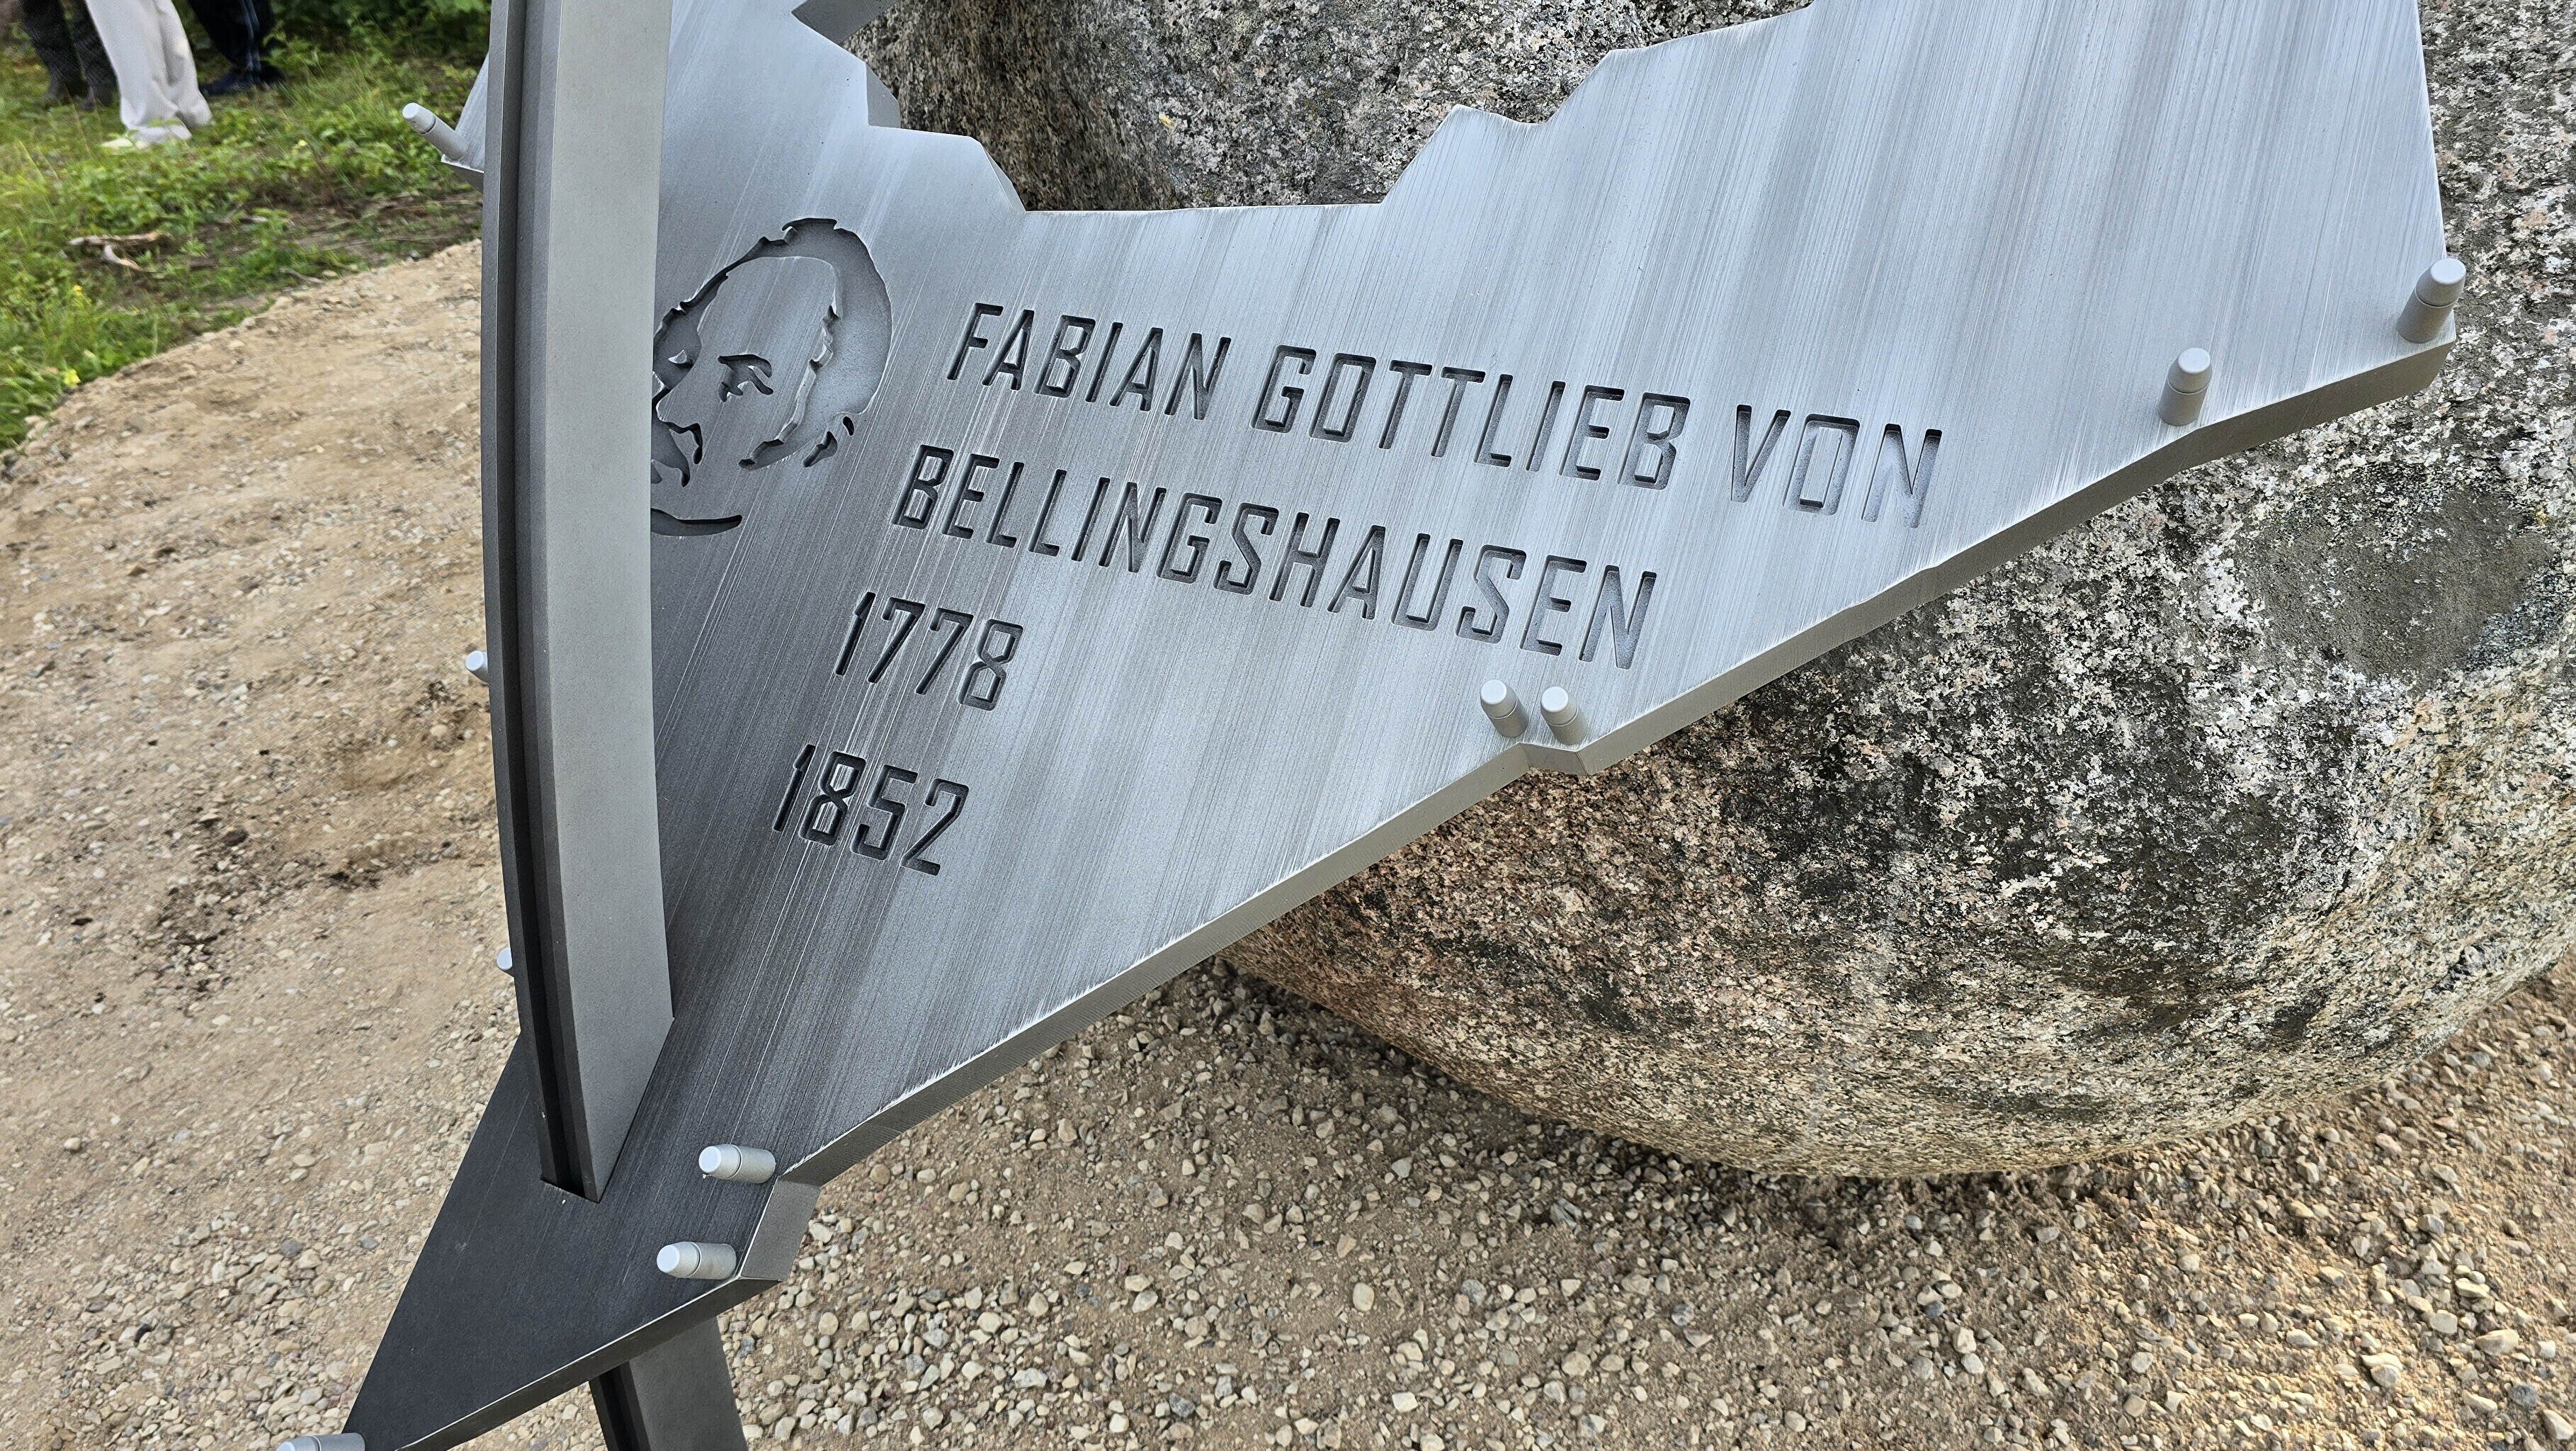 FABIAN GOTTLIEB VON
BELLINGSHAUSEN
1778
1852